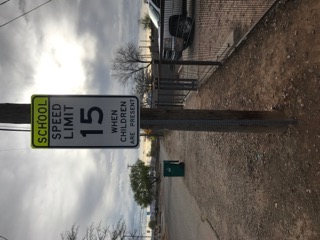 SCHOOL
SPEED
LIMIT
15
WHEN
CHILDREN
ARE PRESENT